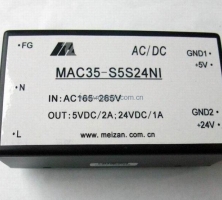 FG
AC/DC
GND1
+5V
MAC35-S5S24NI
N
IN: AC165-265V
GND2
OUT: 5VDC/2A; 24VDC/1A
+24V
L
www.meizan.com.cn